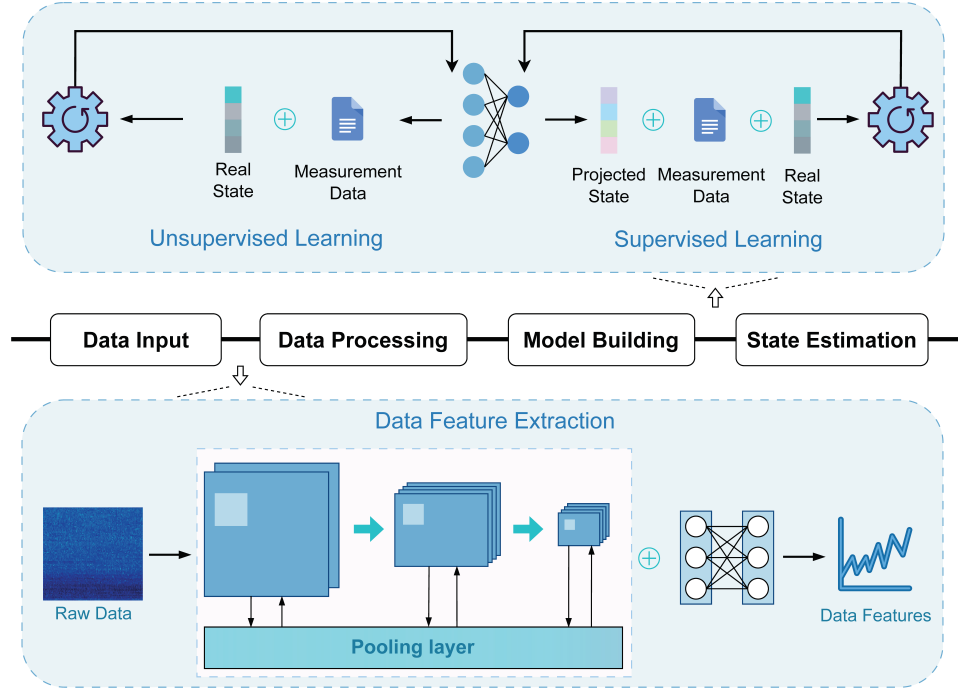 Real
State
Measurement
Data
Projected
State
Measurement
Data
Real
State
Unsupervised Learning
Supervised Learning
Data Input
Data Processing
Model Building
State Estimation
Data Feature Extraction
Raw Data
Pooling layer
Data Features